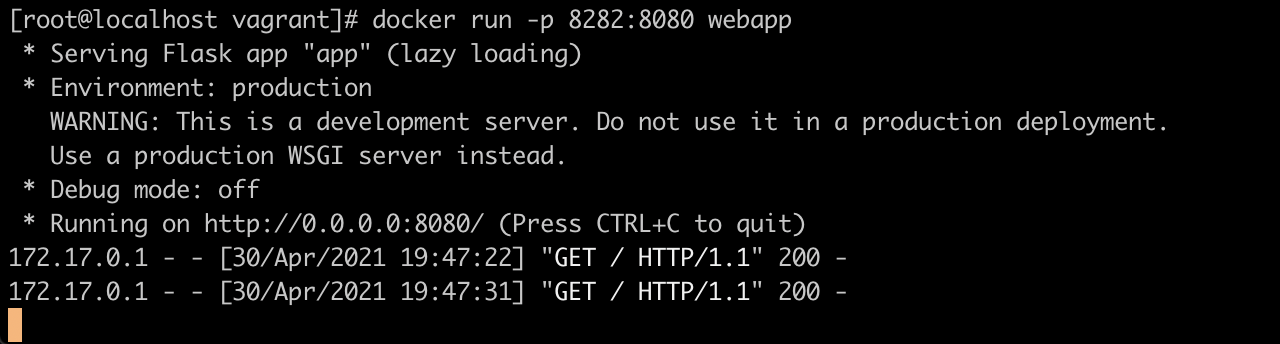 [root@localhost vagrant]# docker run -p 8282:8080 webapp
 * Serving Flask app "app" (lazy loading)
 * Environment: production
   WARNING: This is a development server. Do not use it in a production deployment.
   Use a production WSGI server instead.
 * Debug mode: off
 * Running on http://0.0.0.0:8080/ (Press CTRL+C to quit)
172.17.0.1 - - [30/Apr/2021 19:47:22] "GET / HTTP/1.1" 200 -
172.17.0.1 - - [30/Apr/2021 19:47:31] "GET / HTTP/1.1" 200 -